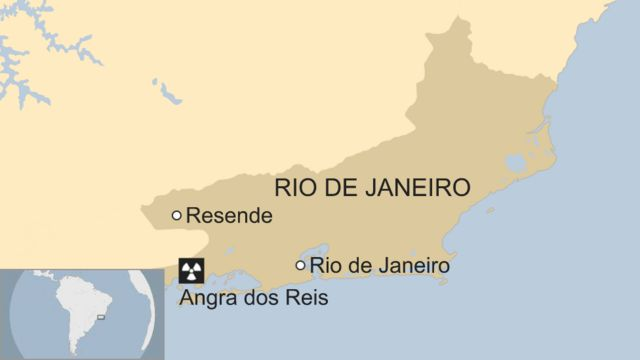 RIO DE JANEIRO
Resende
Rio de Janeiro
Angra dos Reis